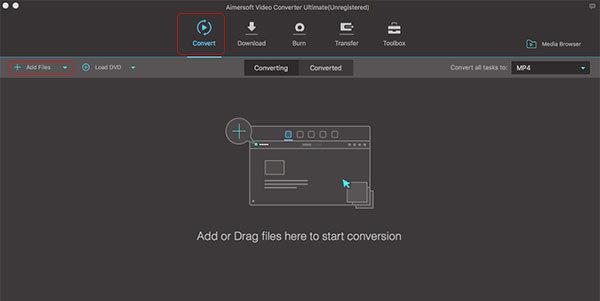 Aimersoft Video Converter Ultimate(Unregistered)
Convert
Download
Burn
Transfer
Toolbox
Media Browser
Add Files
Load DVD
Converting
Converted
Convert all tasks to:
MP4
Add or Drag files here to start conversion